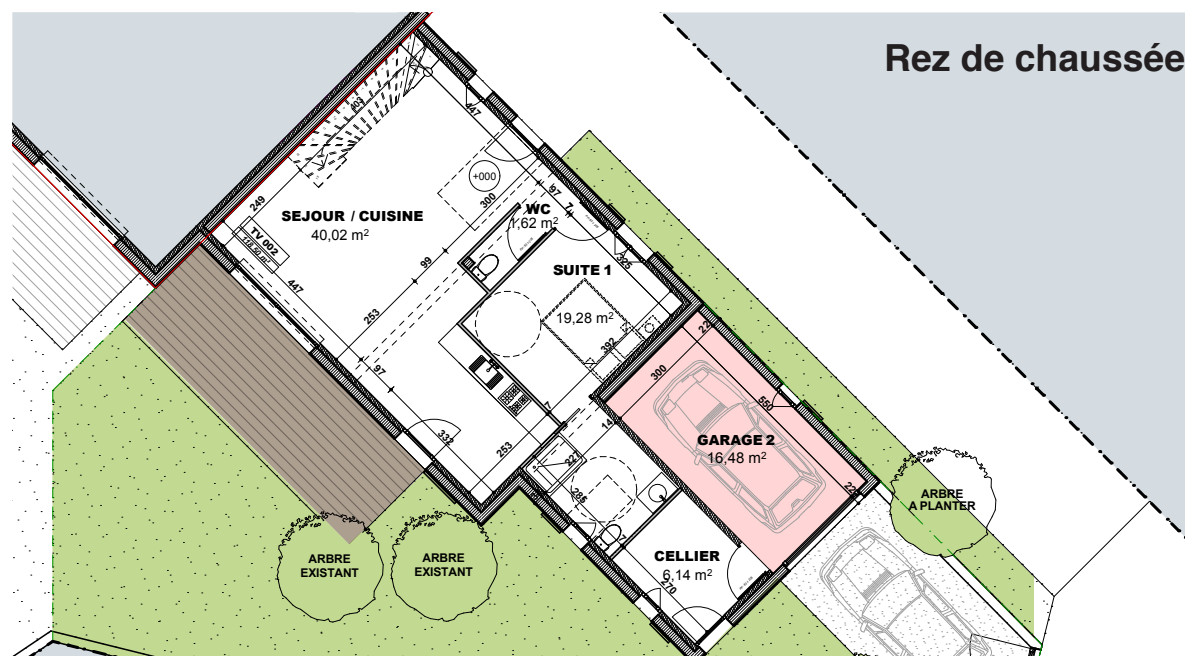 Rez de chaussée
403
447
+000
300
97
7
WC
1,62 m²
249
SEJOUR / CUISINE
40,02 m²
TV 002
99
325
SUITE 1
19,28 m²
447
253
392
22
97
300
550
332
253
14
GARAGE 2
16,48 m²
227
285
22
ARBRE
A PLANTER
7
ARBRE
EXISTANT
ARBRE
EXISTANT
CELLIER
6,14 m²
270